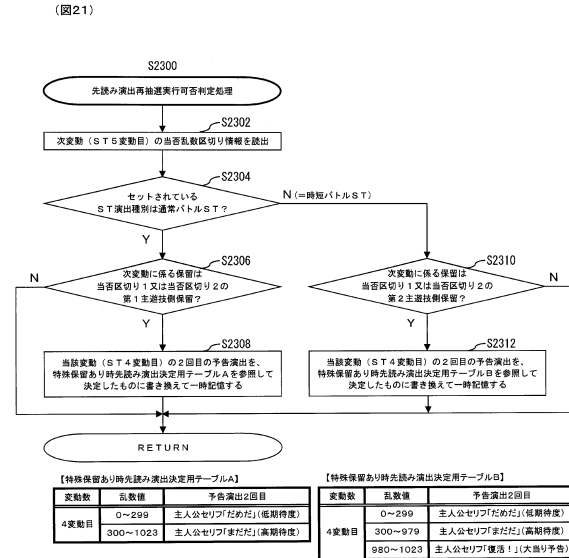 (図21)
S2300
先読み演出再抽選実行可否判定処理
S2302
次変動(ST5変動目)の当否乱数区切り情報を読出
S2304
セットされている
ST演出種別は通常バトルST?
N(=時短バトルST)
Y
S2306
次変動に係る保留は
当否区切り1又は当否区切り2の
第1主遊技側保留?
N
Y
S2310
次変動に係る保留は
当否区切り1又は当否区切り2の
第2主遊技側保留?
N
Y
S2308
当該変動(ST4変動目)の2回目の予告演出を、
特殊保留あり時先読み演出決定用テーブルAを参照して
決定したものに書き換えて一時記憶する
S2312
当該変動(ST4変動目)の2回目の予告演出を、
特殊保留あり時先読み演出決定用テーブルBを参照して
決定したものに書き換えて一時記憶する
RETURN
【特殊保留あり時先読み演出決定用テーブルA】
変動数 乱数値 予告演出2回目
4変動目 0~299 主人公セリフ「だめだ」(低期待度)
300~1023 主人公セリフ「まだだ」(高期待度)
【特殊保留あり時先読み演出決定用テーブルB】
変動数 乱数値 予告演出2回目
4変動目 0~299 主人公セリフ「だめだ」(低期待度)
300~979 主人公セリフ「まだだ」(高期待度)
980~1023 主人公セリフ「復活!」(大当り予告)